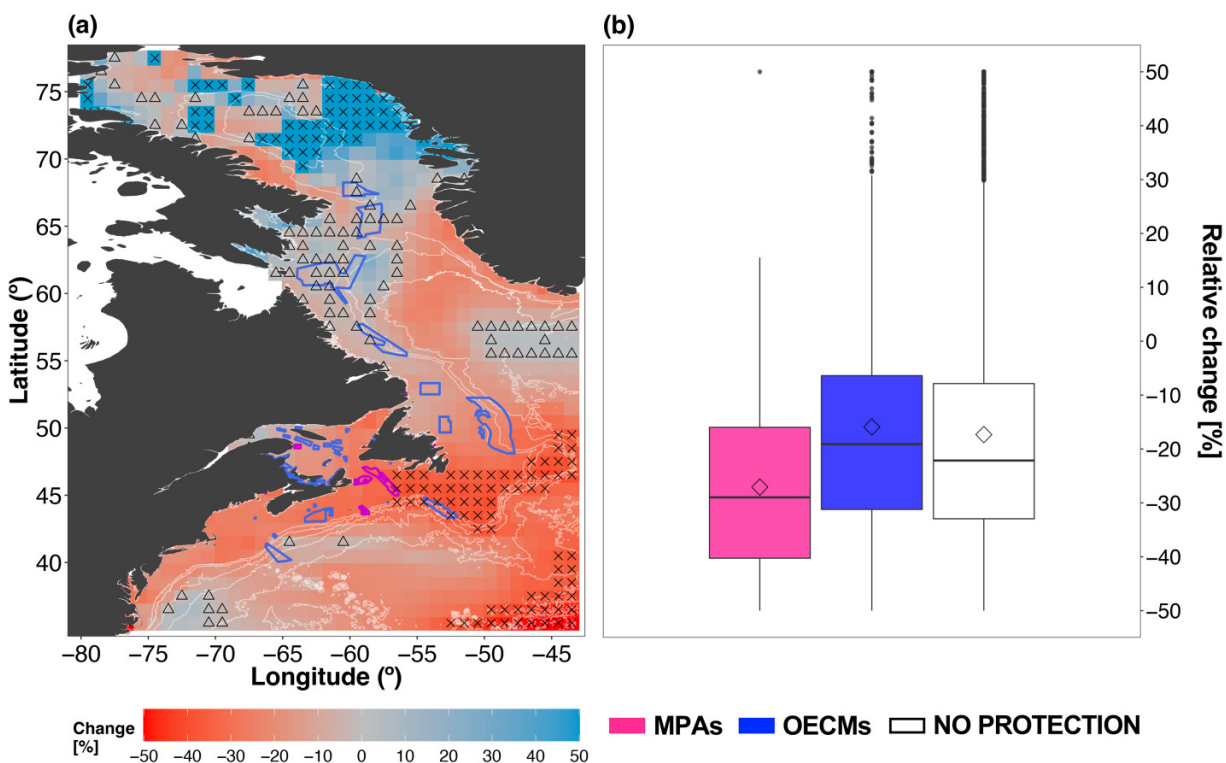 (a)
(b)
75
70
65
60
55
50
45
40
Latitude (º)
−80 −75 −70 −65 −60 −55 −50 −45
Longitude (º)
50
40
30
20
10
0
−10
−20
−30
−40
−50
Relative change [%]
Change
[%]
−50 −40 −30 −20 −10 0 10 20 30 40 50
MPAs OECMs NO PROTECTION